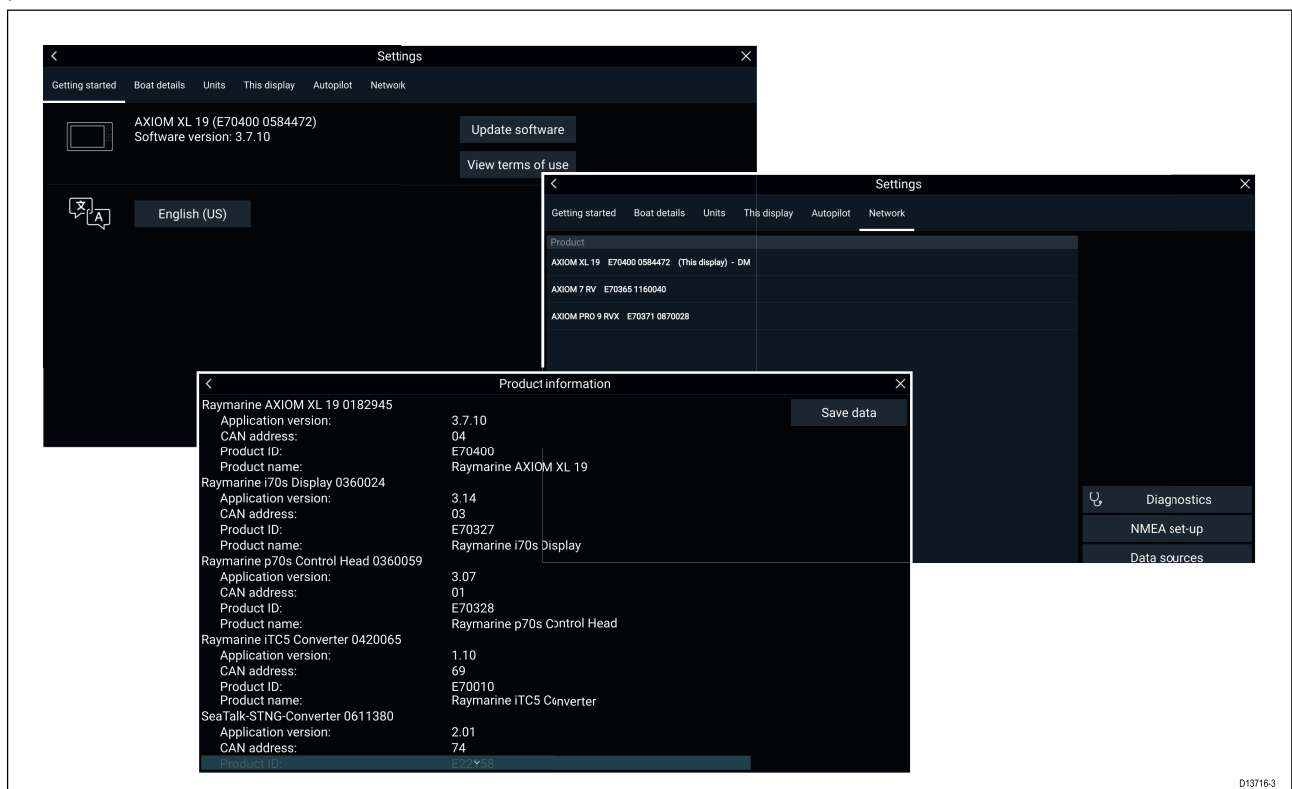 Settings
Getting started Boat details Units This display Autopilot Network
AXIOM XL 19 (E70400 0584472)
Software version: 3.7.10
Update software
View terms of use
A
English (US)
Settings
Getting started Boat details Units This display Autopilot Network
Product
AXIOM XL 19 E70400 0584472 (This display) - DM
AXIOM 7 RV E70365 1160040
AXIOM PRO 9 RVX E70371 0870028
Diagnostics
NMEA set-up
Data sources
Product information
Save data
Raymarine AXIOM XL 19 0182945
Application version: 3.7.10
CAN address: 04
Product ID: E70400
Product name: Raymarine AXIOM XL 19
Raymarine i70s Display 0360024
Application version: 3.14
CAN address: 03
Product ID: E70327
Product name: Raymarine i70s Display
Raymarine p70s Control Head 0360059
Application version: 3.07
CAN address: 01
Product ID: E70328
Product name: Raymarine p70s Control Head
Raymarine iTC5 Converter 0420065
Application version: 1.10
CAN address: 69
Product ID: E70010
Product name: Raymarine iTC5 Converter
SeaTalk-STNG-Converter 0611380
Application version: 2.01
CAN address: 74
Product ID:
D13716-3